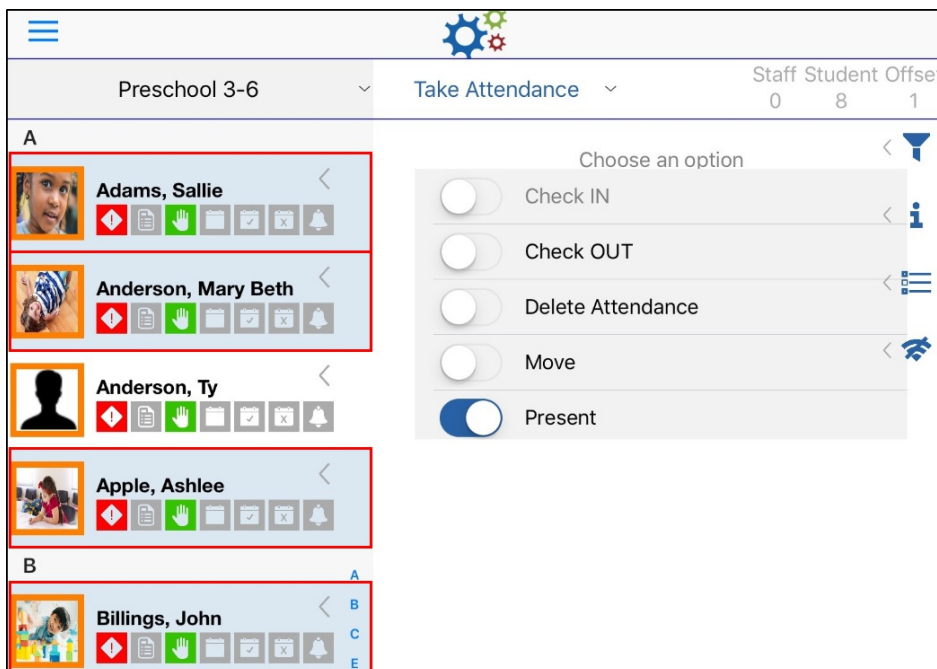 Preschool 3-6
Take Attendance
Staff Student Offset
0 8 1
A
Adams, Sallie
Anderson, Mary Beth
Anderson, Ty
Apple, Ashlee
B
Billings, John
A
B
C
E
Choose an option
Check IN
Check OUT
Delete Attendance
Move
Present